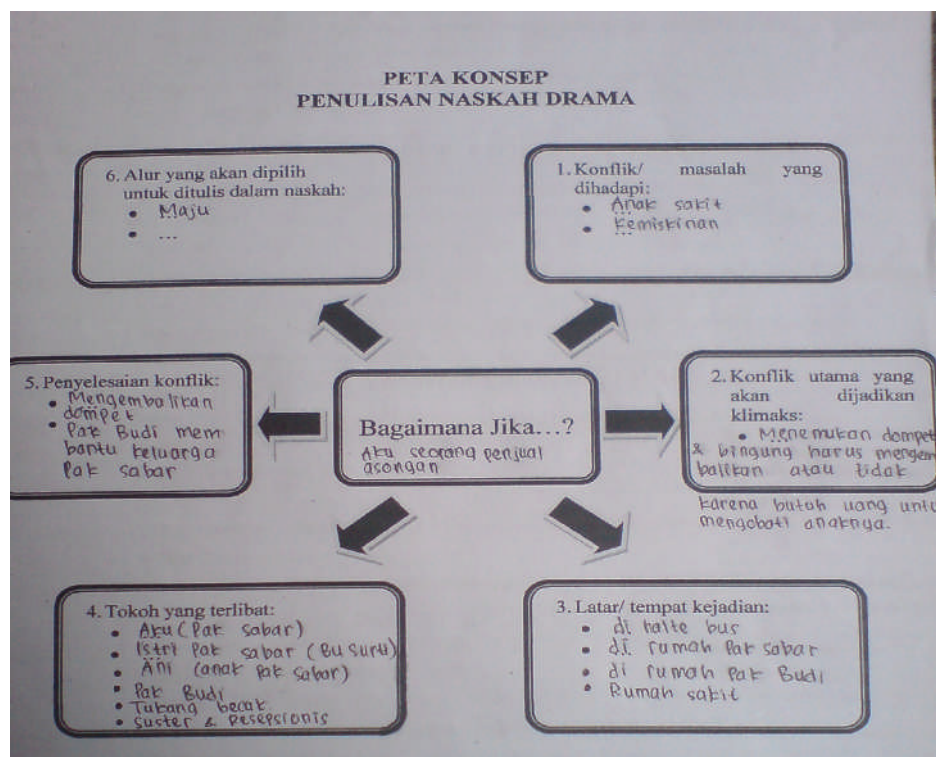 PETA KONSEP
PENULISAN NASKAH DRAMA
6. Alur yang akan dipilih
untuk ditulis dalam naskah:
• Maju
• ...
1. Konflik/ masalah yang
dihadapi:
• Anak sakit
• Kemiskinan
5. Penyelesaian konflik:
• Mengembalikan
dompet
• Pak Budi mem
bantu keluarga
Pak sabar
Bagaimana Jika...?
Aku seorang penjual
asongan
2. Konflik utama yang
akan dijadikan
klimaks:
• Menemukan dompet
& bingung harus mengem
balikan atau tidak
karena butuh uang untu
mengobati anaknya.
4. Tokoh yang terlibat:
• Aku (Pak sabar)
• Istri Pak sabar (Bu Surti)
• Ani (anak Pak sabar)
• Pak Budi
• Tukang becak
• Suster & Resepsionis
3. Latar/ tempat kejadian:
• di halte bus
• di rumah Pak sabar
• di rumah Pak Budi
• Rumah sakit